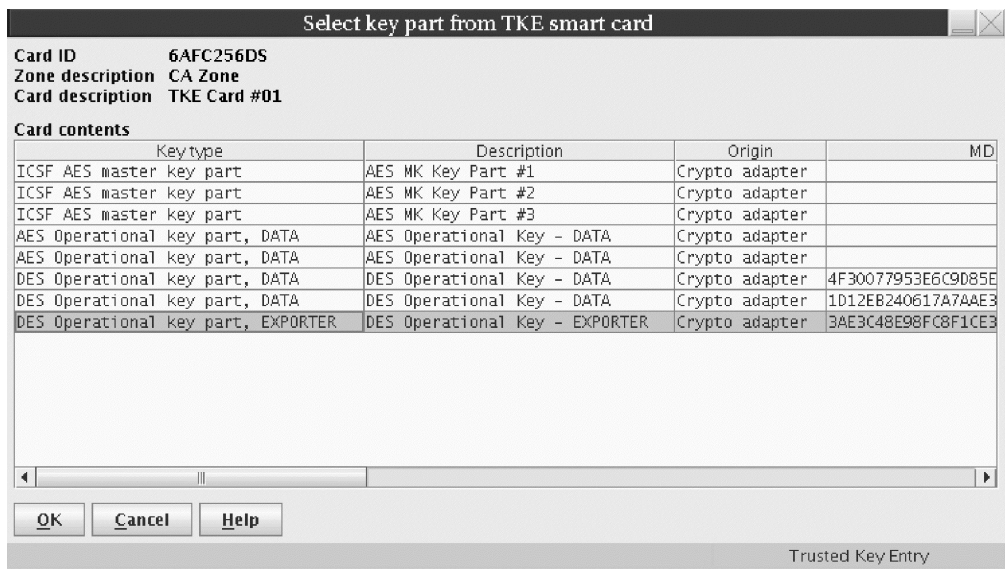 Select key part from TKE smart card
Card ID 6AFC256DS
Zone description CA Zone
Card description TKE Card #01
Card contents
Key type Description Origin MD
ICSF AES master key part AES MK Key Part #1 Crypto adapter
ICSF AES master key part AES MK Key Part #2 Crypto adapter
ICSF AES master key part AES MK Key Part #3 Crypto adapter
AES Operational key part, DATA AES Operational Key – DATA Crypto adapter
AES Operational key part, DATA AES Operational Key – DATA Crypto adapter
DES Operational key part, DATA DES Operational Key – DATA Crypto adapter 4F30077953E6C9D85E
DES Operational key part, DATA DES Operational Key – DATA Crypto adapter 1D12EB240617A7AAE3
DES Operational key part, EXPORTER DES Operational Key – EXPORTER Crypto adapter 3AE3C48E98FC8F1CE3
OK Cancel Help
Trusted Key Entry